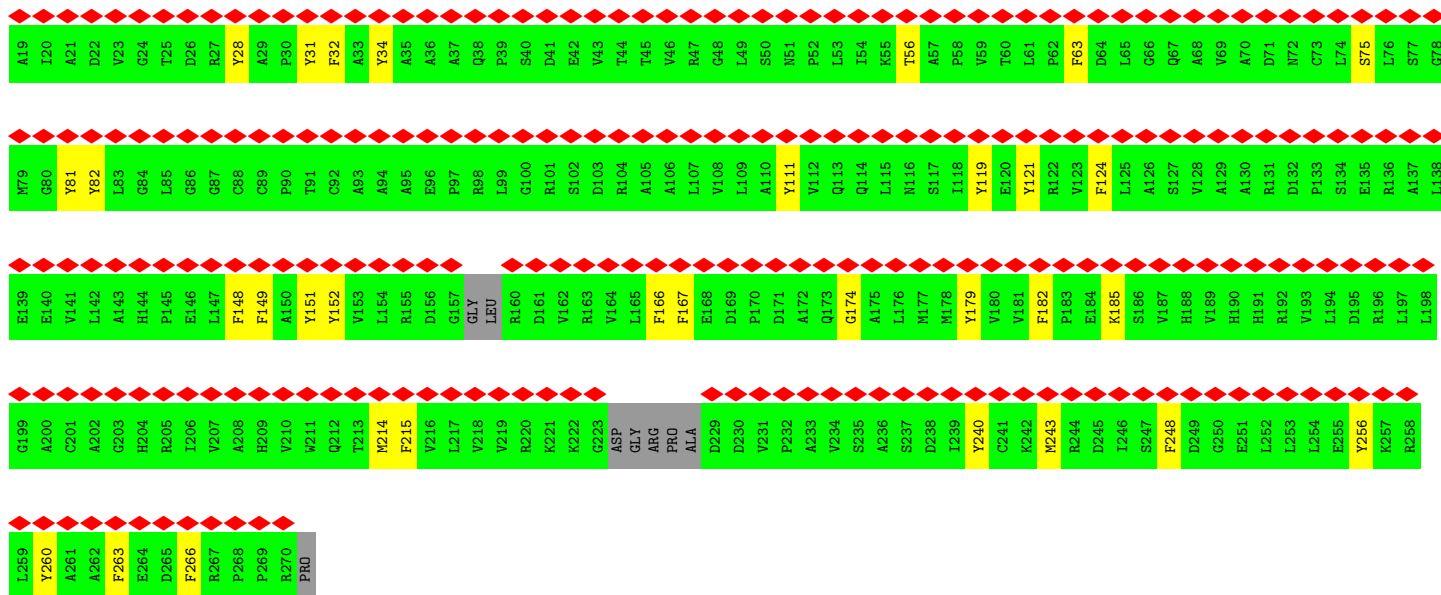 A19 I20 A21 D22 V23 G24 T25 D26 R27 Y28 A29 P30 Y31 F32 A33 Y34 A35 A36 A37 Q38 P39 S40 D41 E42 V43 T44 T45 V46 R47 G48 L49 S50 N51 P52 L53 I54 K55 T56 A57 P58 V59 T60 L61 P62 F63 D64 L65 G66 Q67 A68 V69 A70 D71 N72 C73 L74 S75 L76 S77 G78
M79 G80 Y81 Y82 L83 G84 L85 G86 G87 C88 C89 P90 T91 C92 A93 A94 A95 E96 P97 R98 L99 G100 R101 S102 D103 R104 A105 A106 L107 V108 L109 A110 Y111 V112 Q113 Q114 L115 N116 S117 I118 Y119 E120 Y121 R122 V123 F124 L125 A126 S127 V128 A129 A130 R131 D132 P133 S134 E135 R136 A137 L138
E139 E140 V141 L142 A143 H144 P145 E146 L147 F148 F149 A150 Y151 Y152 V153 L154 R155 D156 G157 GLY LEU R160 D161 V162 R163 V164 L165 F166 F167 E168 D169 P170 D171 A172 Q173 G174 A175 L176 M177 M178 Y179 V180 V181 F182 P183 E184 K185 S186 V187 H188 V189 H190 H191 R192 V193 L194 D195 R196 L197 L198
G199 A200 C201 A202 G203 H204 R205 I206 V207 A208 H209 V210 W211 Q212 T213 M214 F215 V216 L217 V218 V219 R220 K221 K222 G223 ASP GLY ARG PRO ALA D229 D230 V231 P232 A233 V234 S235 A236 S237 D238 I239 Y240 C241 K242 M243 R244 D245 I246 S247 F248 D249 G250 E251 L252 L253 L254 E255 Y256 K257 R258
L259 Y260 A261 A262 F263 E264 D265 F266 R267 P268 P269 R270 PRO